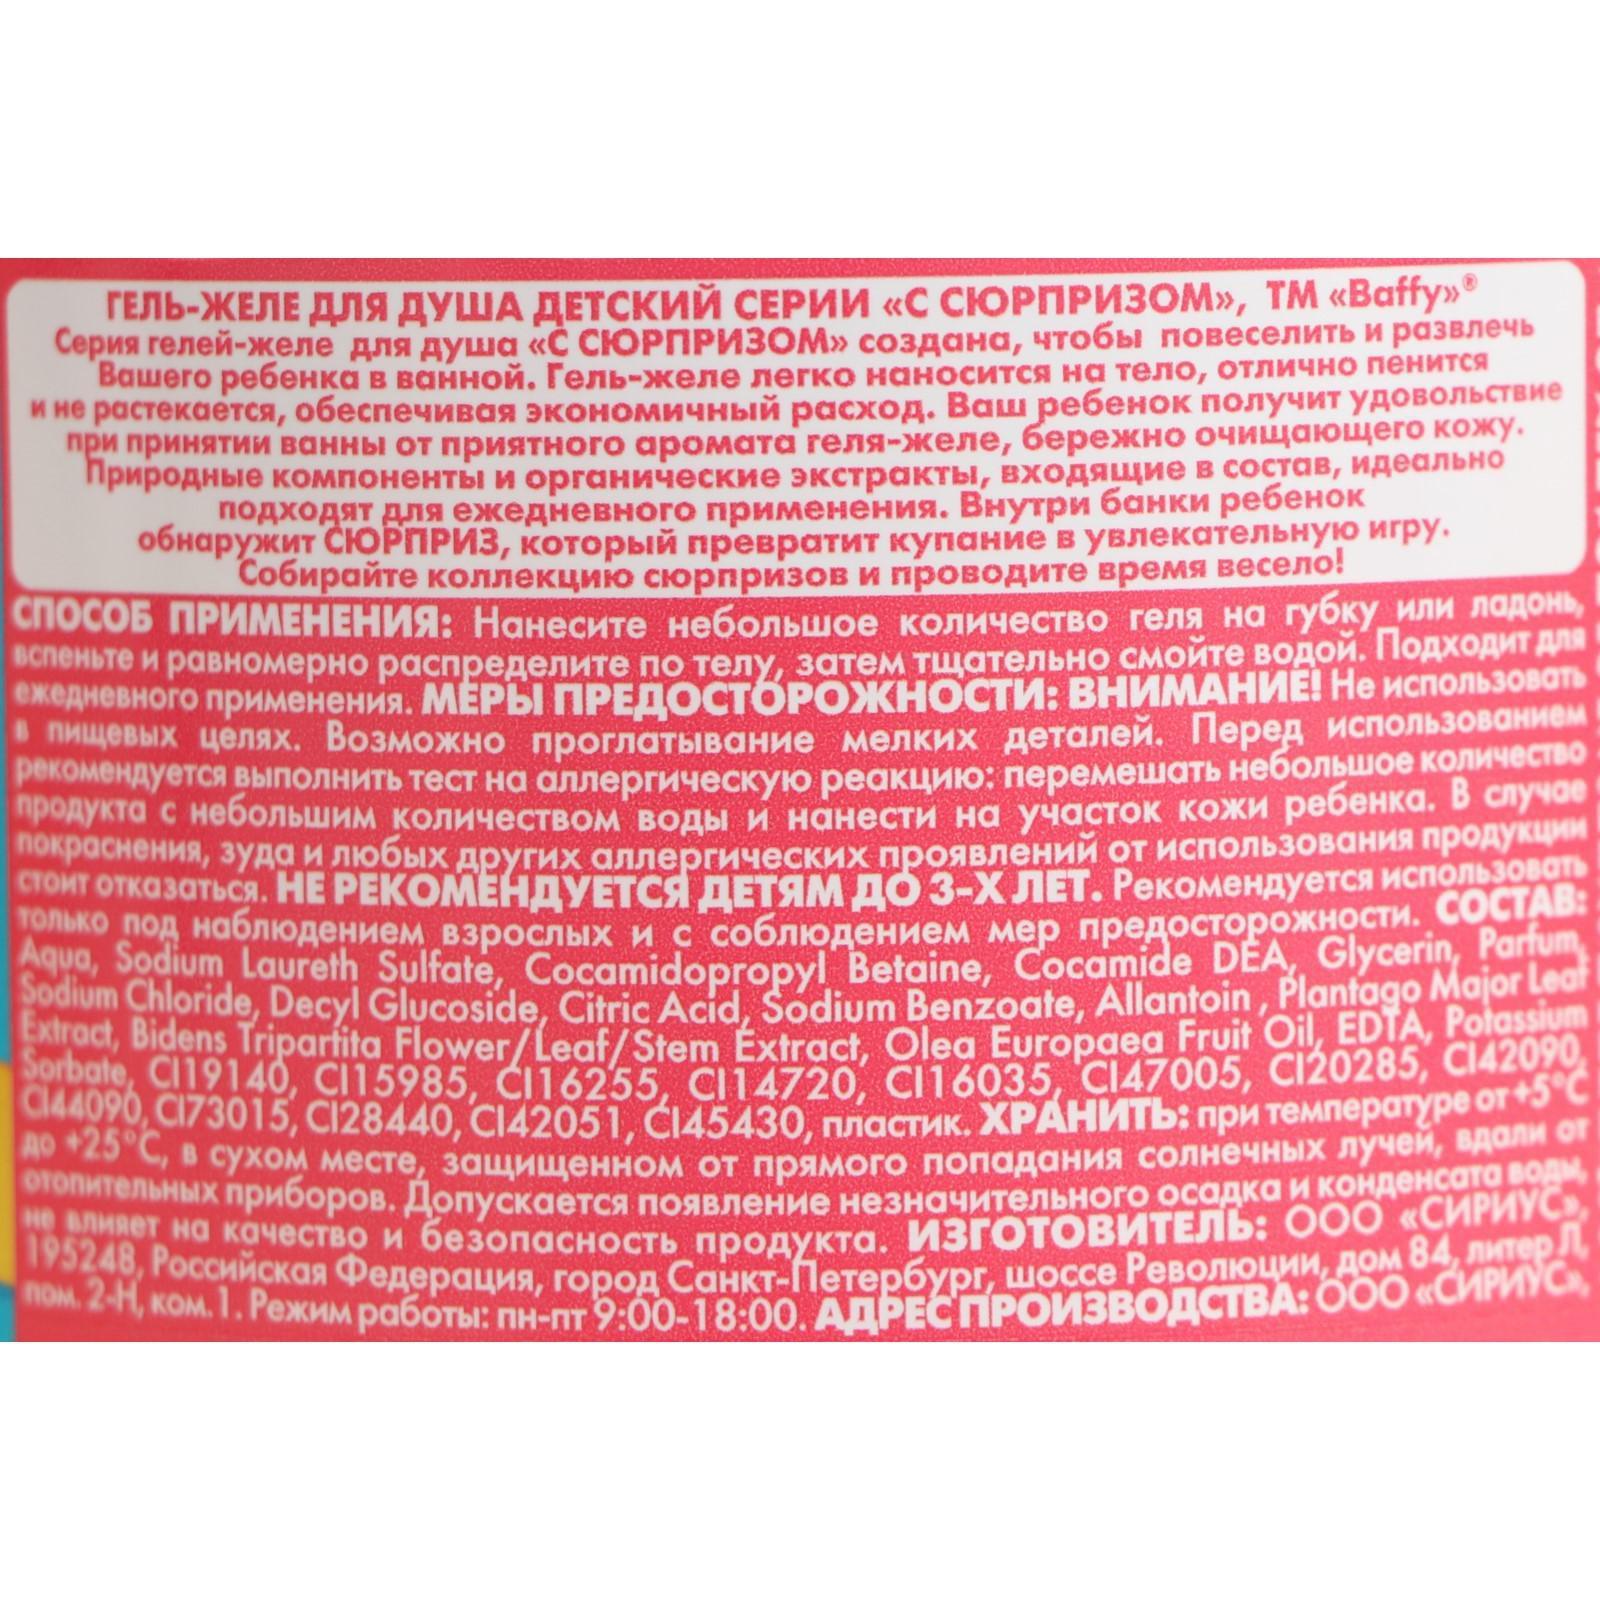 ГЕЛЬ-ЖЕЛЕ ДЛЯ ДУША ДЕТСКИЙ СЕРИИ «С СЮРПРИЗОМ», ТМ «Baffy»®
Серия гелей-желе для душа «С СЮРПРИЗОМ» создана, чтобы повеселить и развлечь
Вашего ребенка в ванной. Гель-желе легко наносится на тело, отлично пенится
и не растекается, обеспечивая экономичный расход. Ваш ребенок получит удовольствие
при принятии ванны от приятного аромата геля-желе, бережно очищающего кожу.
Природные компоненты и органические экстракты, входящие в состав, идеально
подходят для ежедневного применения. Внутри банки ребенок
обнаружит СЮРПРИЗ, который превратит купание в увлекательную игру.
Собирайте коллекцию сюрпризов и проводите время весело!
СПОСОБ ПРИМЕНЕНИЯ: Нанесите небольшое количество геля на губку или ладонь,
вспеньте и равномерно распределите по телу, затем тщательно смойте водой. Подходит для
ежедневного применения. МЕРЫ ПРЕДОСТОРОЖНОСТИ: ВНИМАНИЕ! Не использовать
в пищевых целях. Возможно проглатывание мелких деталей. Перед использованием
рекомендуется выполнить тест на аллергическую реакцию: перемешать небольшое количество
продукта с небольшим количеством воды и нанести на участок кожи ребенка. В случае
покраснения, зуда и любых других аллергических проявлений от использования продукции
стоит отказаться. НЕ РЕКОМЕНДУЕТСЯ ДЕТЯМ ДО 3-Х ЛЕТ. Рекомендуется использовать
только под наблюдением взрослых и с соблюдением мер предосторожности. СОСТАВ:
Aqua, Sodium Laureth Sulfate, Cocamidopropyl Betaine, Cocamide DEA, Glycerin, Parfum,
Sodium Chloride, Decyl Glucoside, Citric Acid, Sodium Benzoate, Allantoin , Plantago Major Leaf
Extract, Bidens Tripartita Flower/Leaf/Stem Extract, Olea Europaea Fruit Oil, EDTA, Potassium
Sorbate, CI19140, CI15985, CI16255, CI14720, CI16035, CI47005, CI20285, CI42090,
CI44090, CI73015, CI28440, CI42051, CI45430, пластик. ХРАНИТЬ: при температуре от +5°C
до +25°C, в сухом месте, защищенном от прямого попадания солнечных лучей, вдали от
отопительных приборов. Допускается появление незначительного осадка и конденсата воды,
не влияет на качество и безопасность продукта. ИЗГОТОВИТЕЛЬ: ООО «СИРИУС»,
195248, Российская Федерация, город Санкт-Петербург, шоссе Революции, дом 84, литер Л,
пом. 2-Н, ком. 1. Режим работы: пн-пт 9:00-18:00. АДРЕС ПРОИЗВОДСТВА: ООО «СИРИУС»,